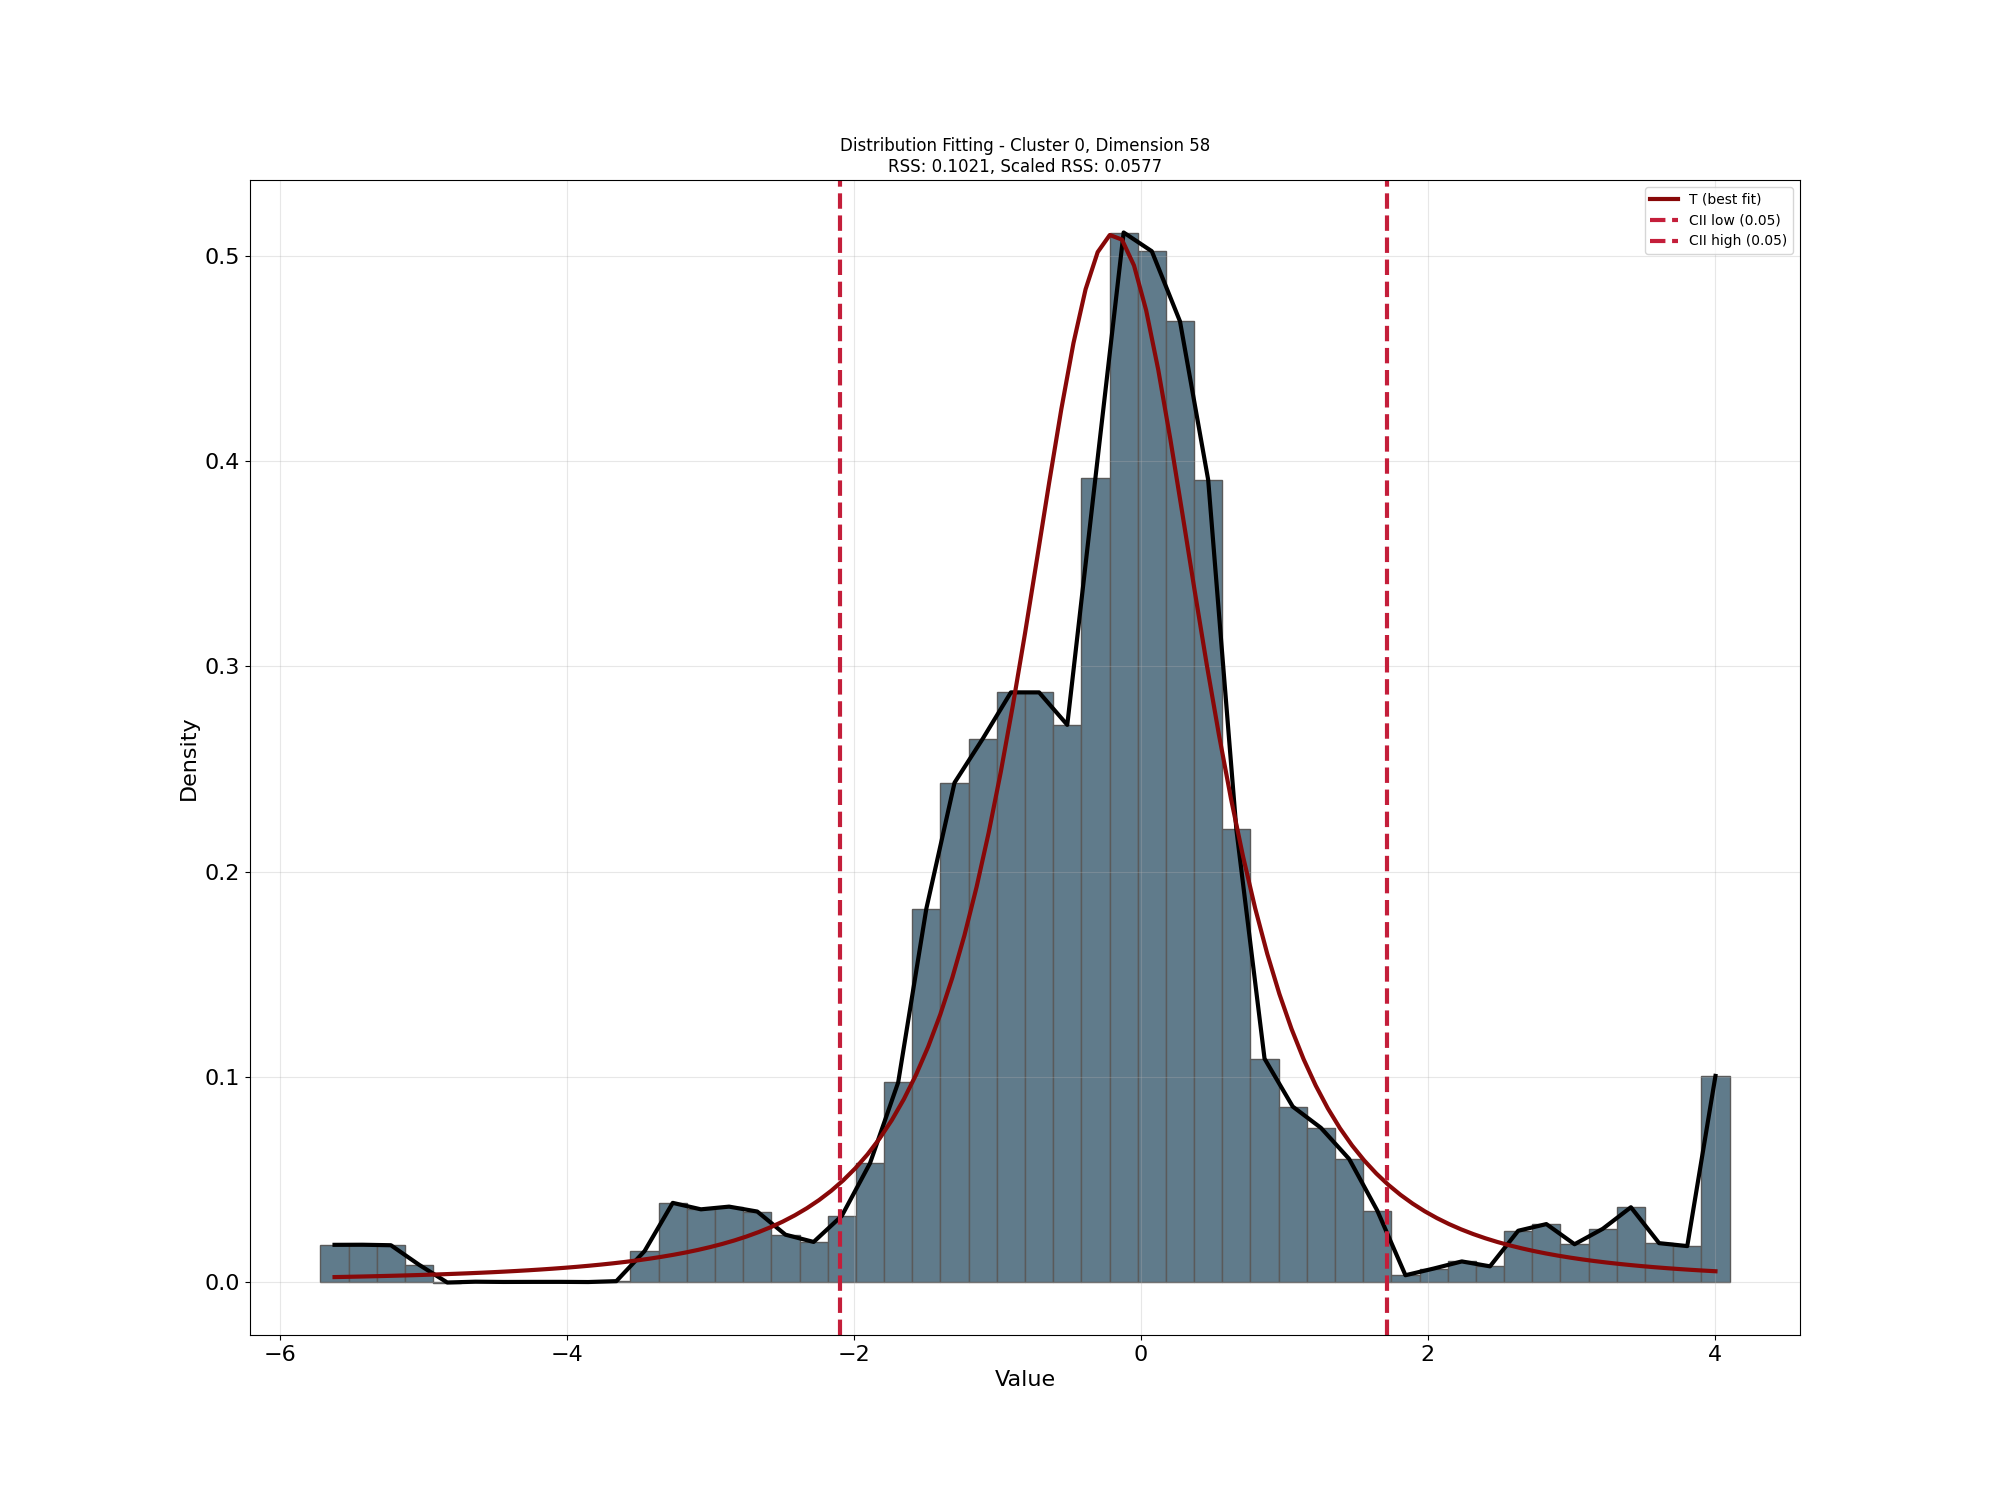 Distribution Fitting - Cluster 0, Dimension 58
RSS: 0.1021, Scaled RSS: 0.0577
T (best fit)
CII low (0.05)
CII high (0.05)
0.5
0.4
0.3
0.2
0.1
0.0
Density
−6
−4
−2
0
2
4
Value